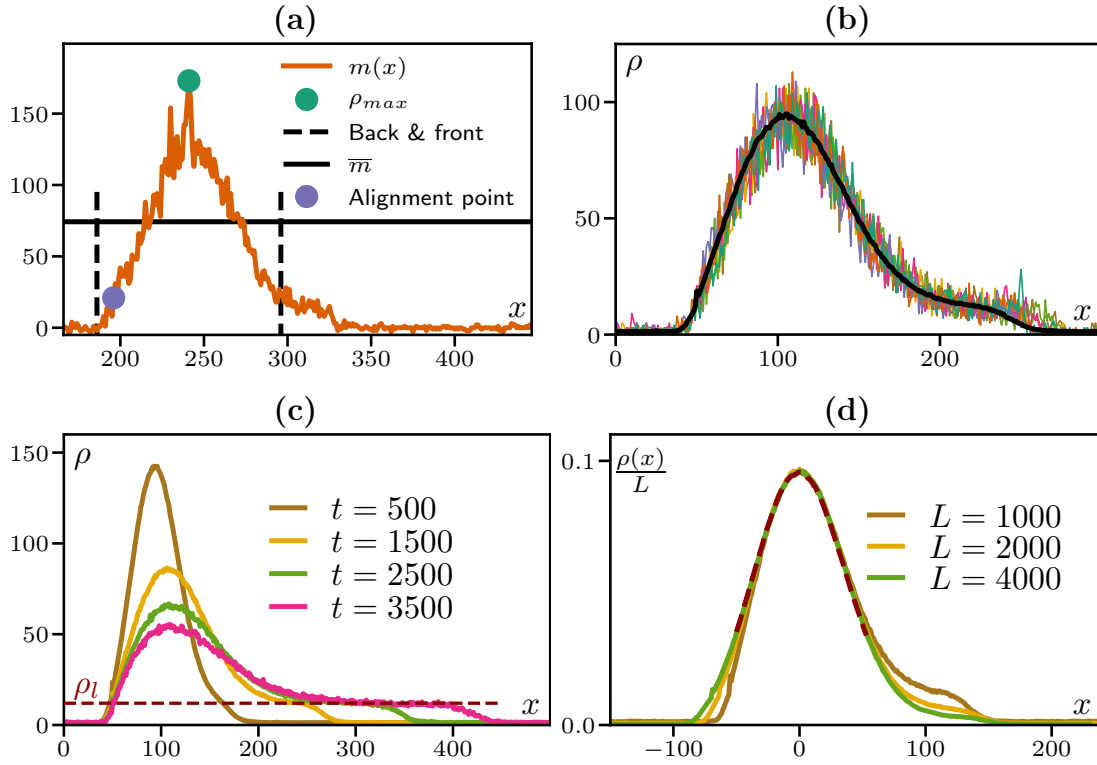 (a)
m(x)
ρmax
Back & front
m̅
Alignment point
x
0
50
100
150
200
250
300
350
400
(b)
ρ
x
0
50
100
0
100
200
(c)
ρ
t = 500
t = 1500
t = 2500
t = 3500
ρl
x
0
50
100
150
0
100
200
300
400
(d)
ρ(x)
L
L = 1000
L = 2000
L = 4000
0.1
0.0
−100
0
100
200
x